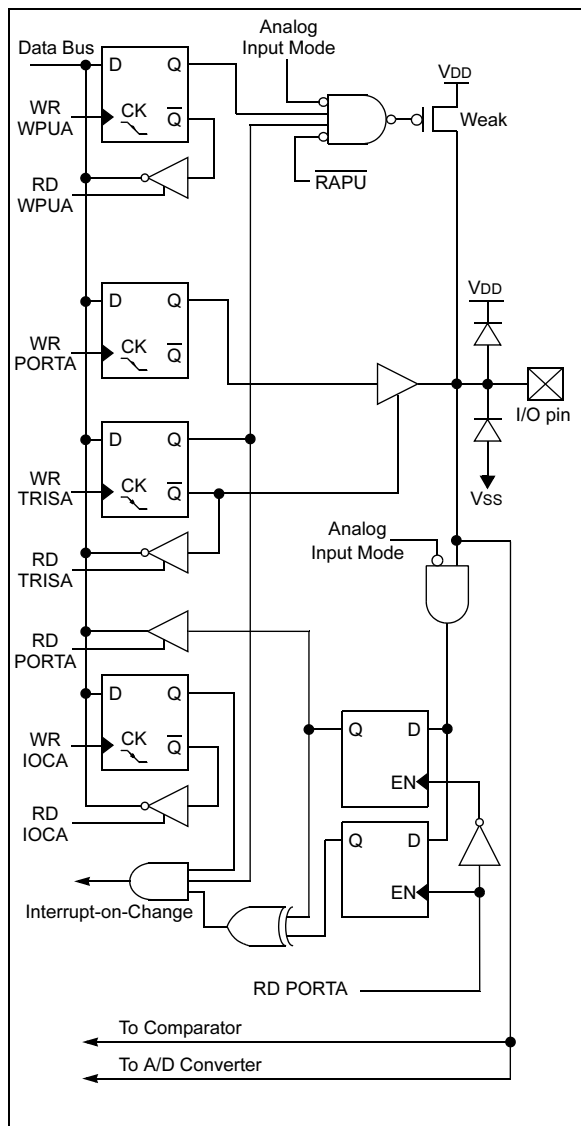 Analog
Input Mode
Data Bus
D Q
VDD
WR
WPUA
CK
Q
Weak
RD
WPUA
RAPU
D Q
VDD
WR
PORTA
CK
Q
I/O pin
D Q
WR
TRISA
CK
Q
VSS
Analog
Input Mode
RD
TRISA
RD
PORTA
D Q
Q D
WR
IOCA
CK
Q
EN
RD
IOCA
Q D
Interrupt-on-Change
EN
RD PORTA
To Comparator
To A/D Converter